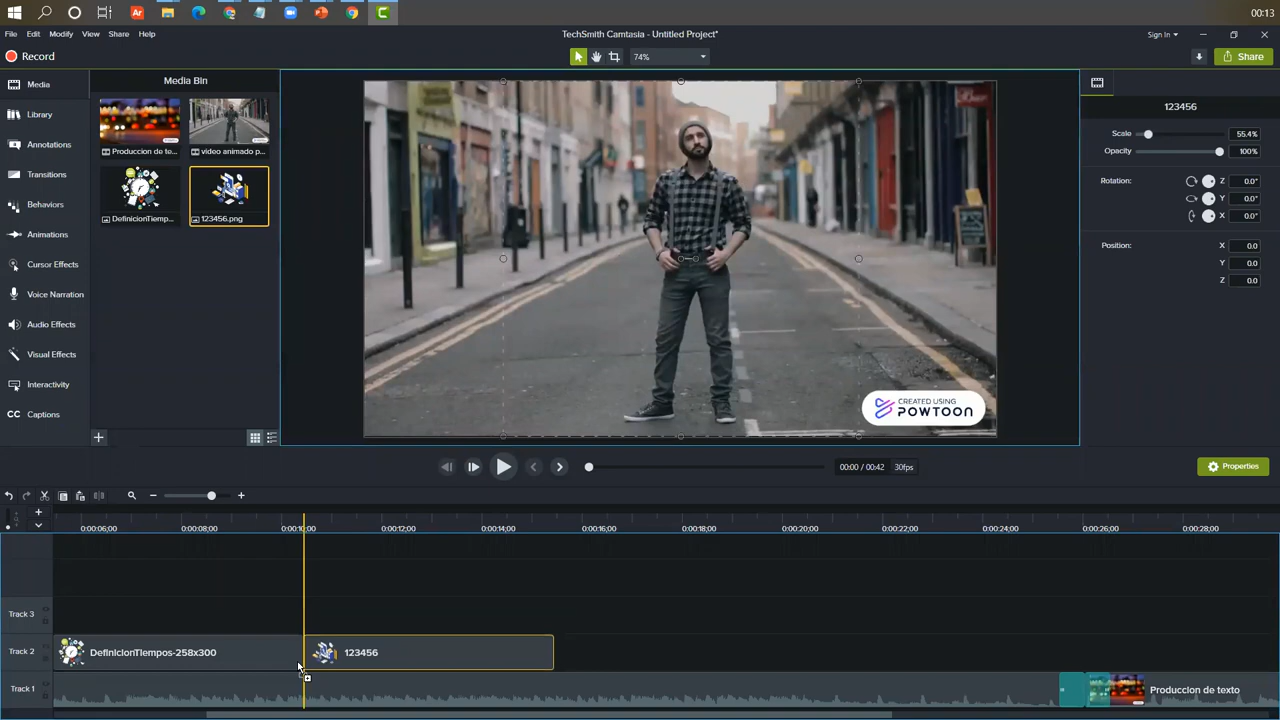 00:13
File Edit Modify View Share Help
TechSmith Camtasia - Untitled Project*
Sign In
Record
74%
Share
Media
Library
Annotations
Transitions
Behaviors
Animations
Cursor Effects
Voice Narration
Audio Effects
Visual Effects
Interactivity
CC Captions
Media Bin
Produccion de te...
video animado p...
DefinicionTiemp...
123456.png
CREATED USING
POWTOON
123456
Scale 55.4%
Opacity 100%
Rotation: Z 0.0°
Y 0.0°
X 0.0°
Position: X 0.0
Y 0.0
Z 0.0
00:00 / 00:42 30fps
Properties
0:00:06;00 0:00:08;00 0:00:10;00 0:00:12;00 0:00:14;00 0:00:16;00 0:00:18;00 0:00:20;00 0:00:22;00 0:00:24;00 0:00:26;00 0:00:28;00
Track 3
Track 2 DefinicionTiempos-258x300 123456
Track 1 Produccion de texto